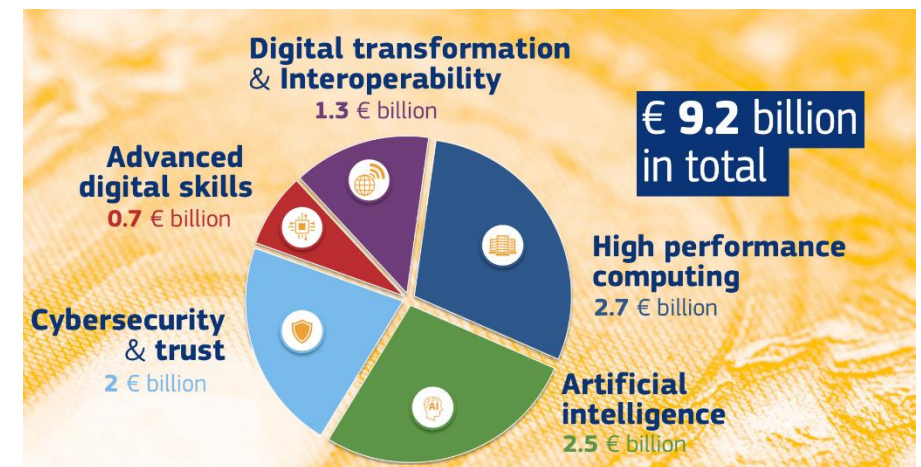 Digital transformation
& Interoperability
1.3 € billion
€ 9.2 billion
in total
Advanced
digital skills
0.7 € billion
High performance
computing
2.7 € billion
Cybersecurity
& trust
2 € billion
AI
Artificial
intelligence
2.5 € billion